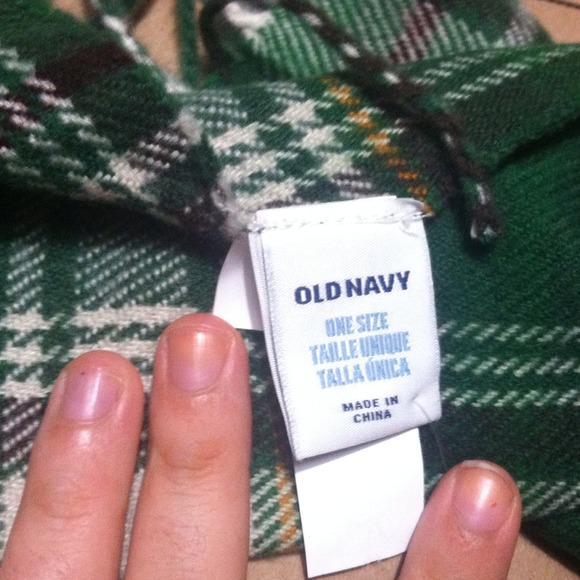 OLD NAVY
ONE SIZE
TAILLE UNIQUE
TALLA ÚNICA
MADE IN
CHINA